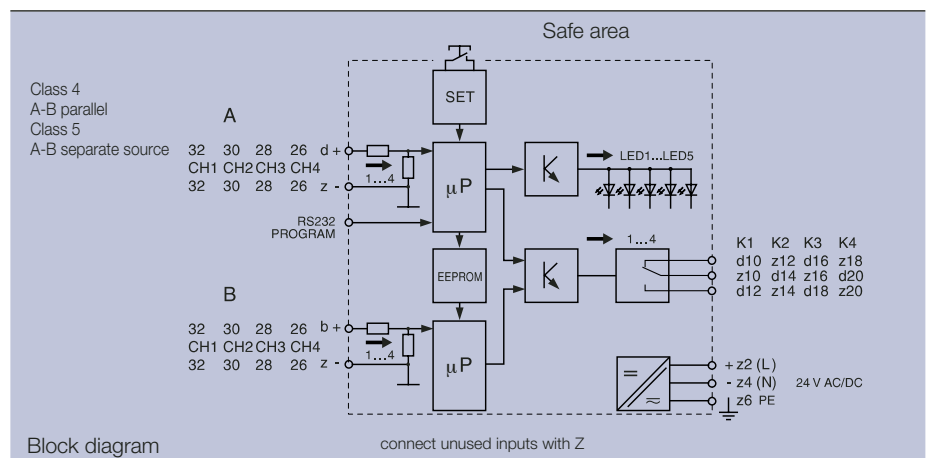 Safe area
Class 4
A-B parallel
Class 5
A-B separate source
A
SET
32 30 28 26 d +
CH1 CH2 CH3 CH4
32 30 28 26 z -
1...4
µP
LED1...LED5
RS232
PROGRAM
EEPROM
1...4
K1 K2 K3 K4
d10 z12 d16 z18
z10 d14 z16 d20
d12 z14 d18 z20
B
32 30 28 26 b +
CH1 CH2 CH3 CH4
32 30 28 26 z -
1...4
µP
+ z2 (L)
- z4 (N) 24 V AC/DC
z6 PE
Block diagram
connect unused inputs with Z